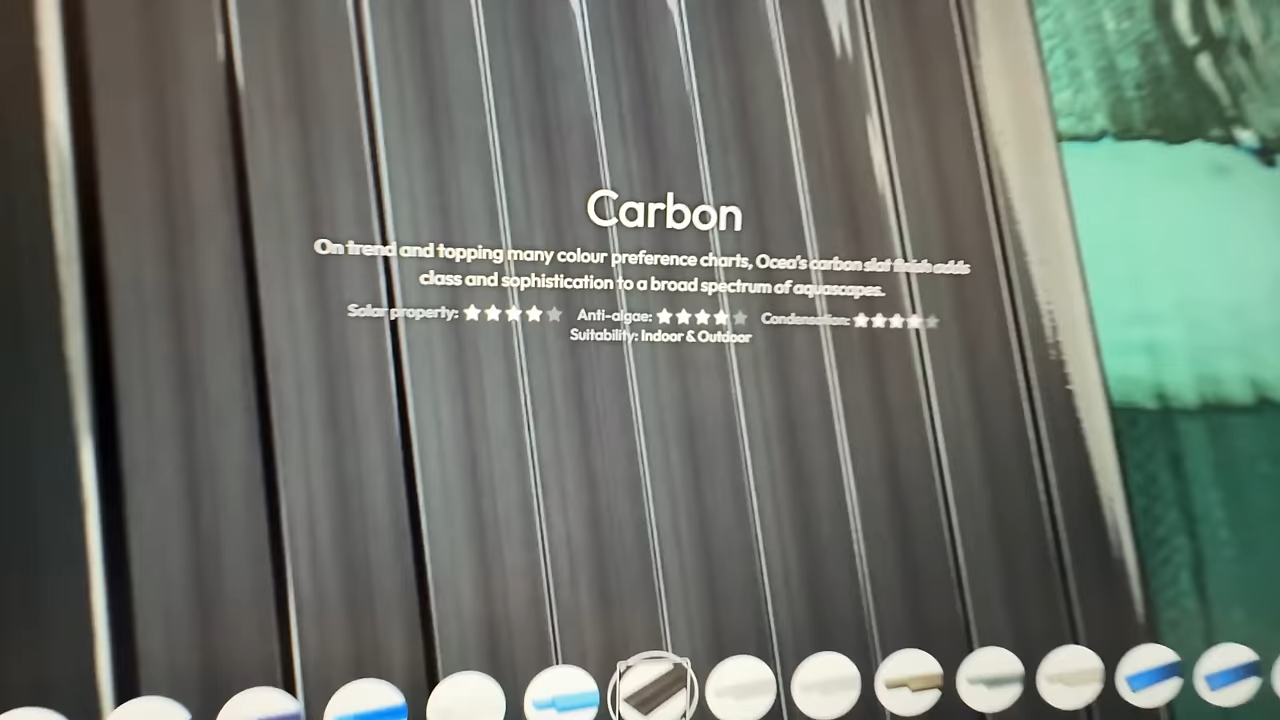 Carbon
On trend and topping many colour preference charts, Ocea's carbon slat finish adds
class and sophistication to a broad spectrum of aquascapes.
Solar property: Anti-algae: Condensation:
Suitability: Indoor & Outdoor